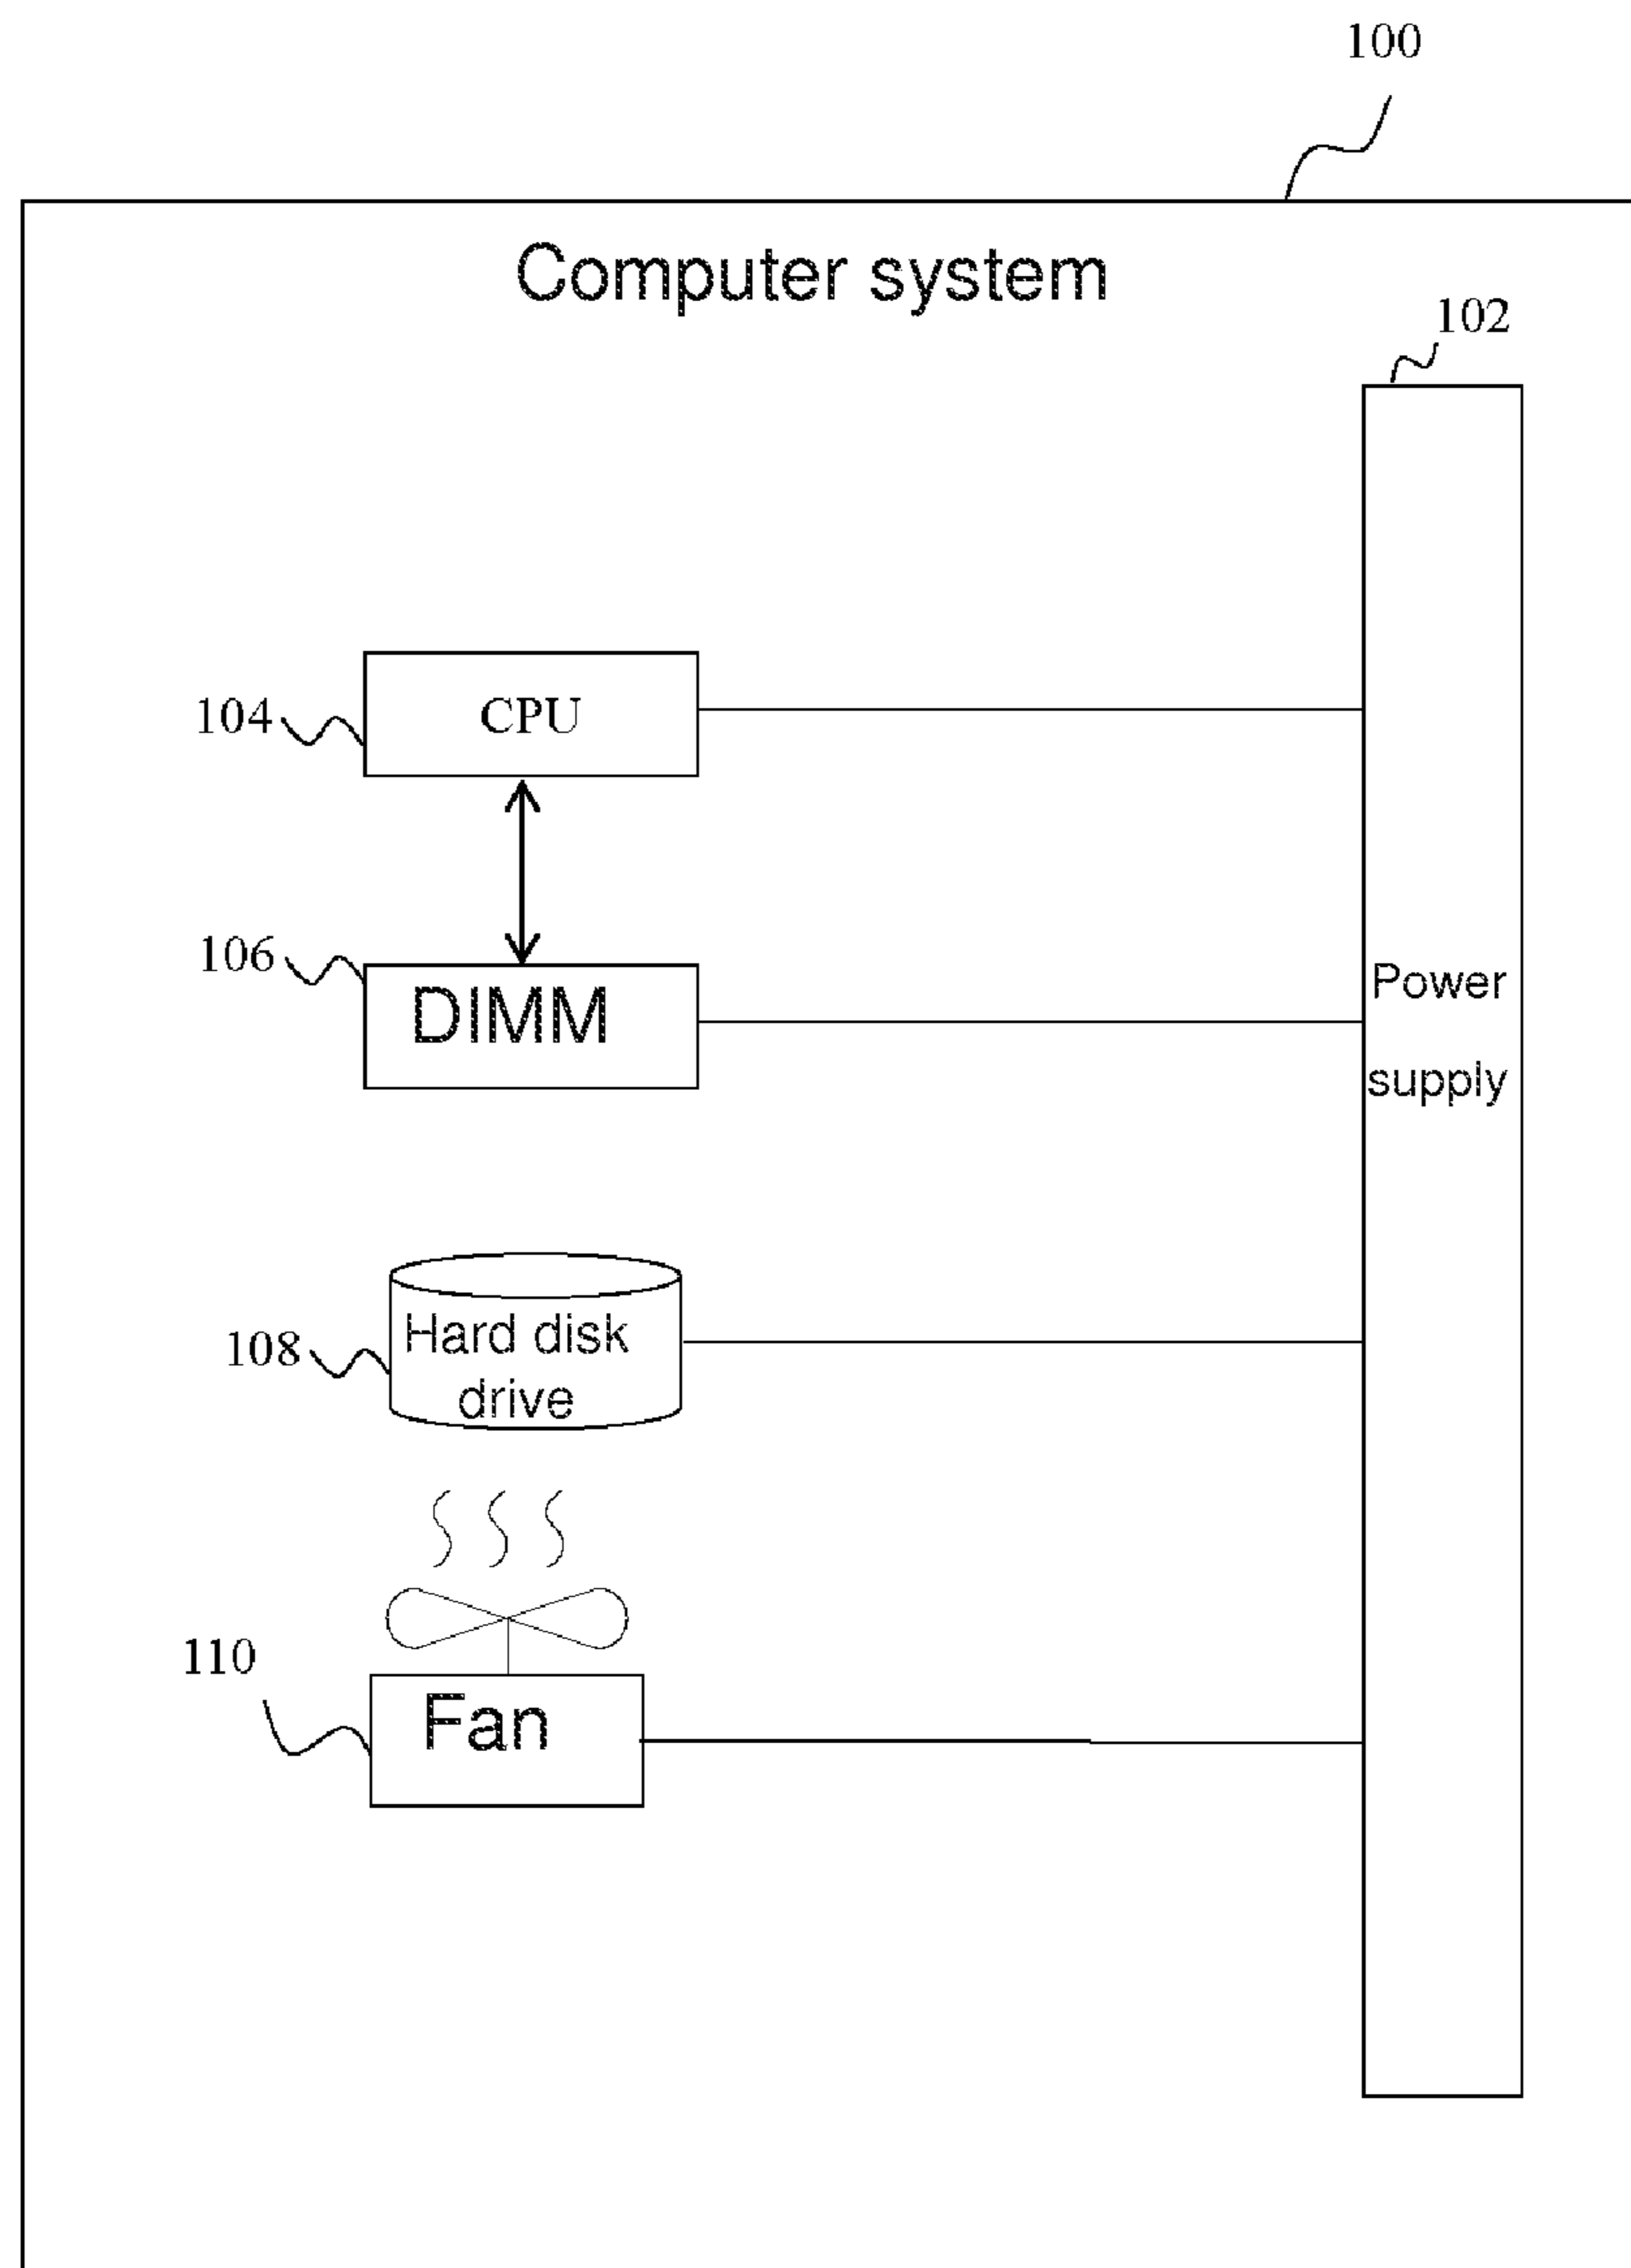 100
Computer system
102
104
CPU
106
DIMM
Power
supply
108
Hard disk
drive
110
Fan